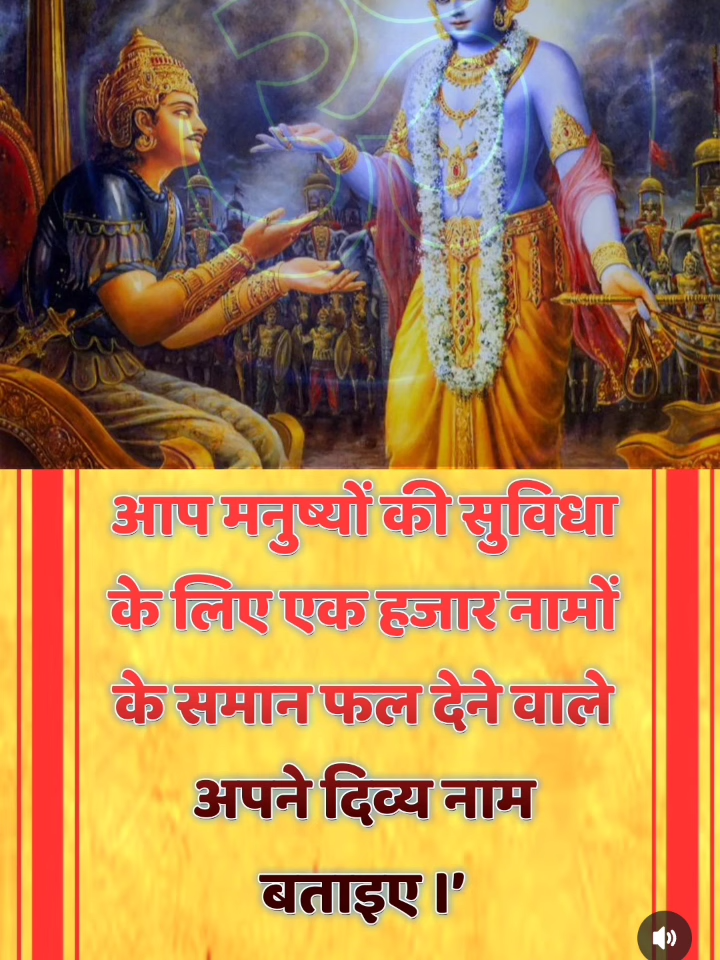 आप मनुष्यों की सुविधा
के लिए एक हजार नामों
के समान फल देने वाले
अपने दिव्य नाम
बताइए।’